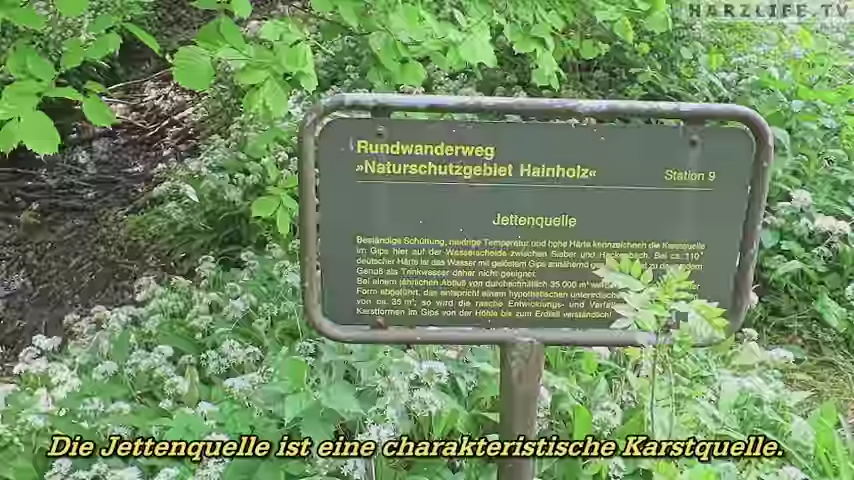 HARZLIFE.TV
Rundwanderweg
»Naturschutzgebiet Hainholz«
Station 9
Jettenquelle
Beständige Schüttung, niedrige Temperatur und hohe Härte kennzeichnen die Karstquelle
im Gips hier auf der Wasserscheide zwischen Sieber und Hackenbach. Bei ca. 110°
deutscher Härte ist das Wasser mit gelöstem Gips annähernd
Genuß als Trinkwasser daher nicht geeignet.
Bei einem jährlichen Abfluß von durchschnittlich 35 000 m³
Form abgeführt, das entspricht einem hypothetischen unterirdischen
von ca. 35 m³; so wird die rasche Entwicklungs- und
Karstformen im Gips von der Höhle bis zum Erdfall verständlich!
Die Jettenquelle ist eine charakteristische Karstquelle.